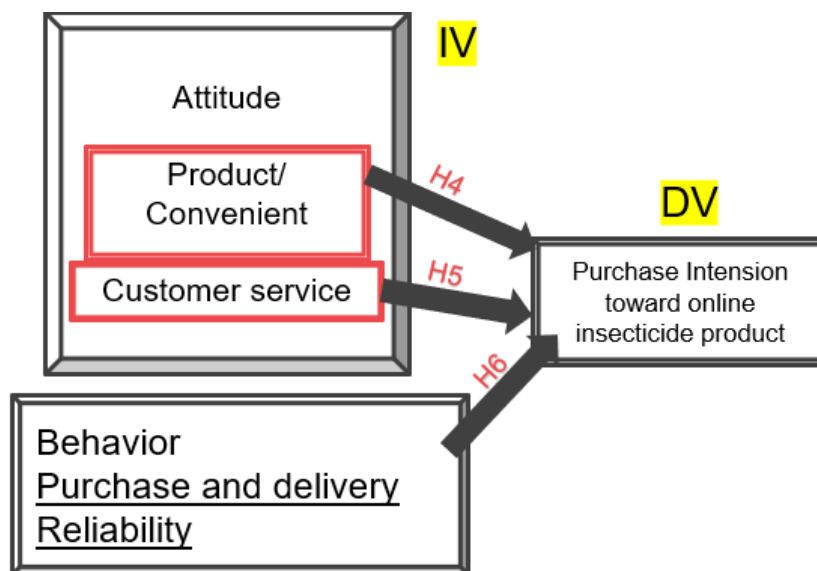 IV
Attitude
Product/
Convenient
Customer service
H4
H5
H6
DV
Purchase Intension
toward online
insecticide product
Behavior
Purchase and delivery
Reliability